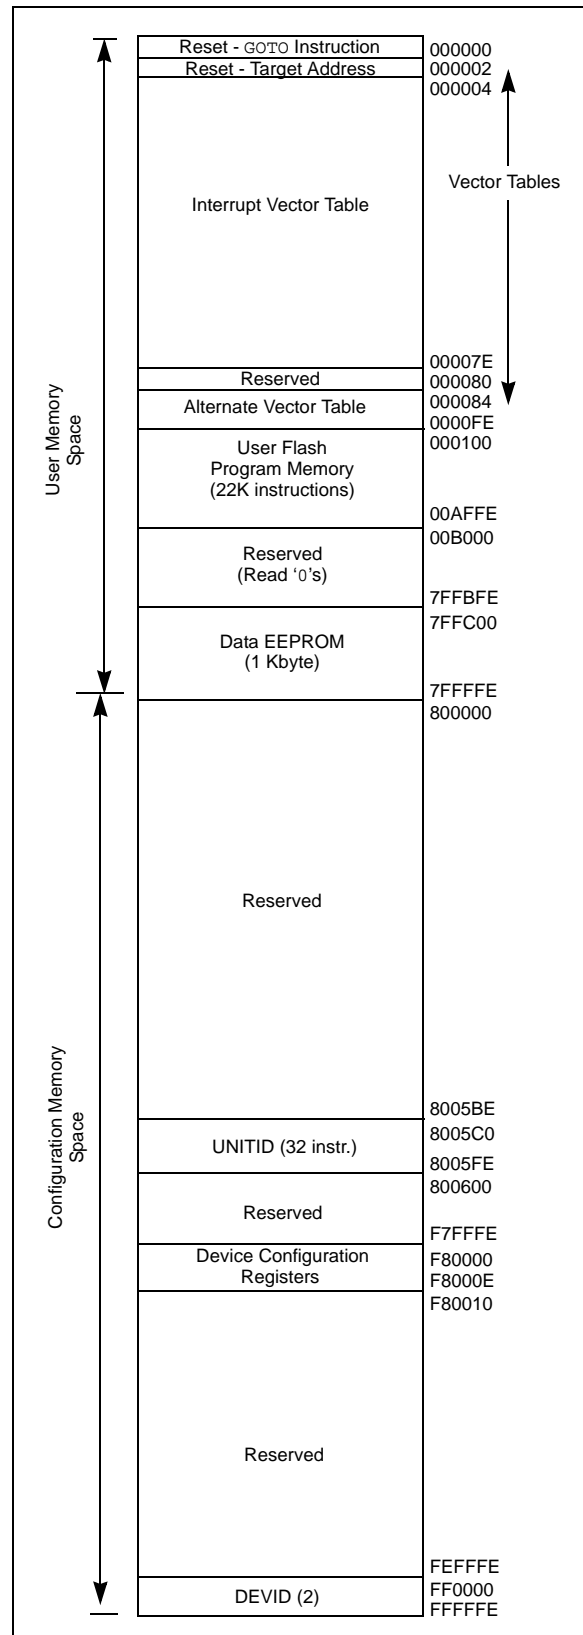 Reset - GOTO Instruction
000000
Reset - Target Address
000002
000004
Interrupt Vector Table
Vector Tables
00007E
Reserved
000080
Alternate Vector Table
000084
0000FE
User Flash
Program Memory
(22K instructions)
000100
00AFFE
00B000
Reserved
(Read ‘0’s)
7FFBFE
7FFC00
Data EEPROM
(1 Kbyte)
7FFFFE
User Memory
Space
800000
Reserved
8005BE
8005C0
UNITID (32 instr.)
8005FE
800600
Reserved
F7FFFE
Device Configuration
Registers
F80000
F8000E
F80010
Reserved
FEFFFE
FF0000
DEVID (2)
FFFFFE
Configuration Memory
Space